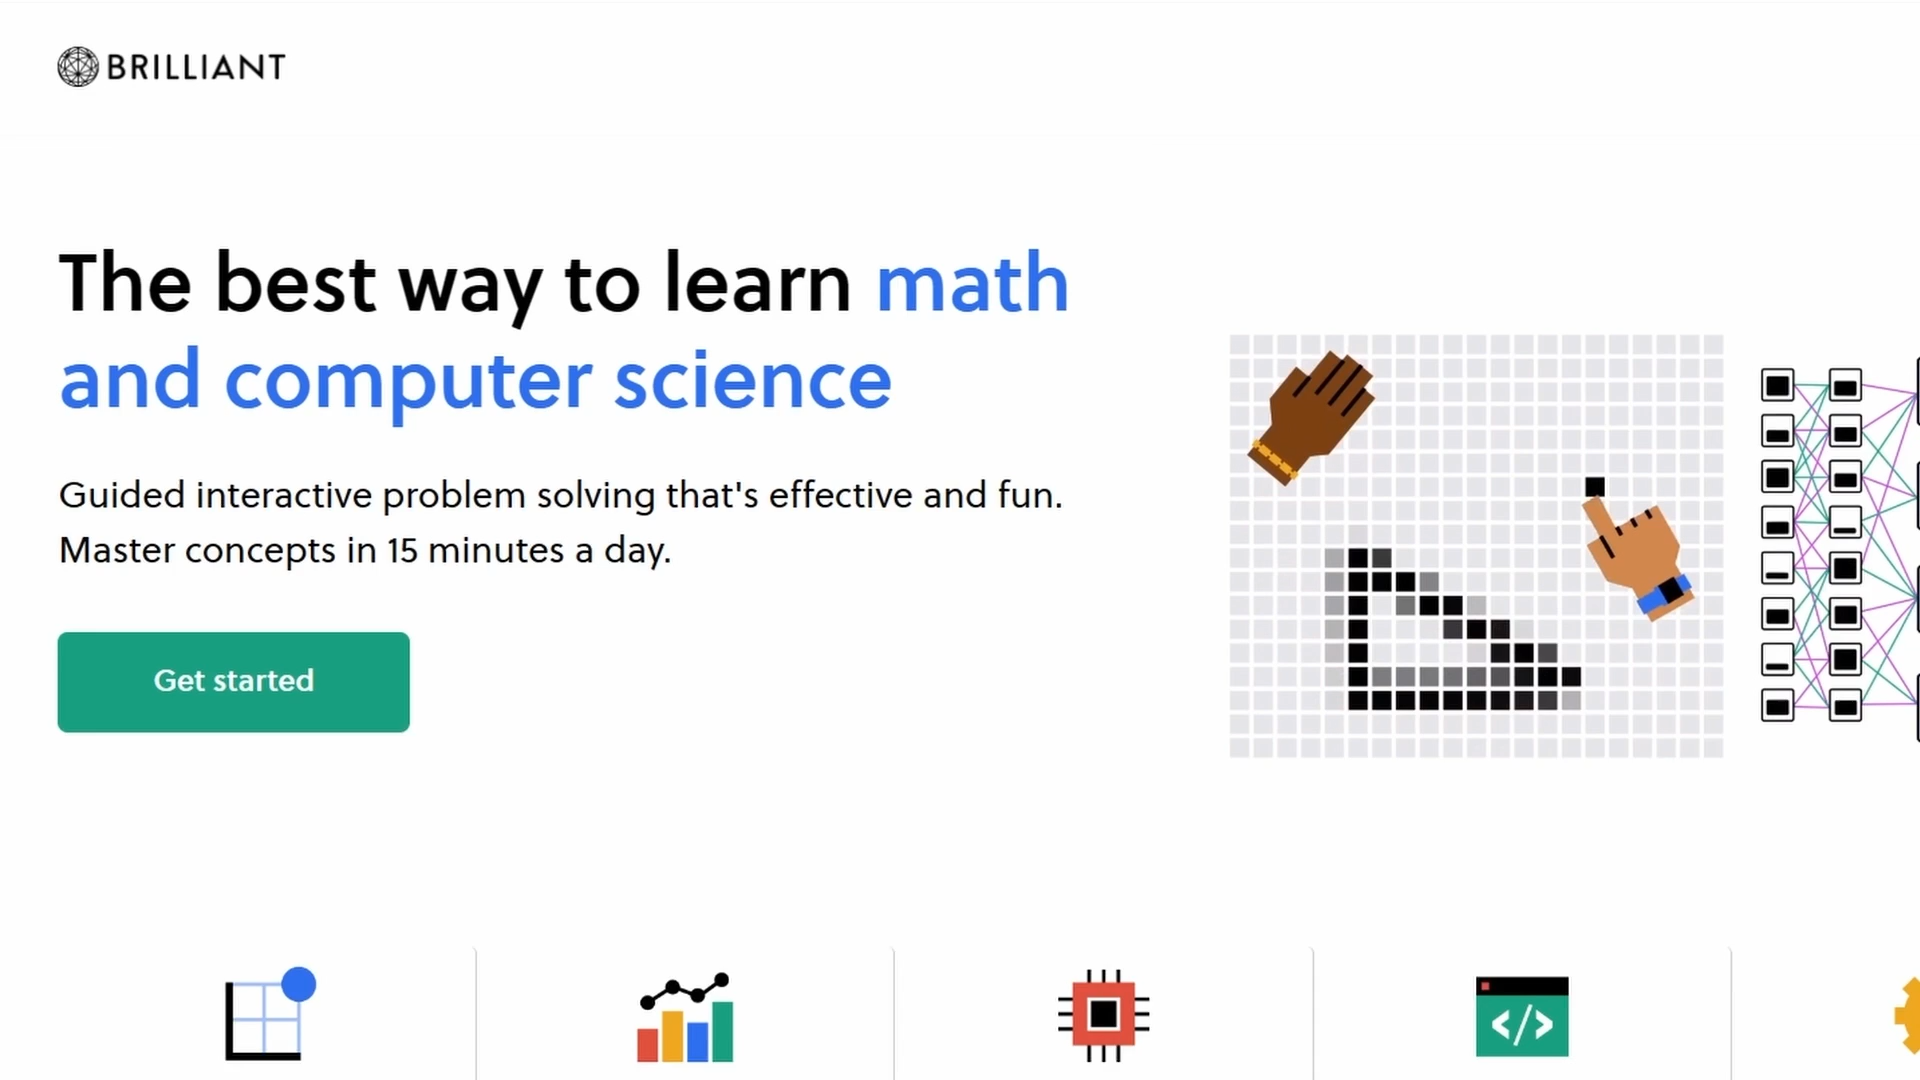 BRILLIANT
The best way to learn math
and computer science
Guided interactive problem solving that's effective and fun.
Master concepts in 15 minutes a day.
Get started
</>